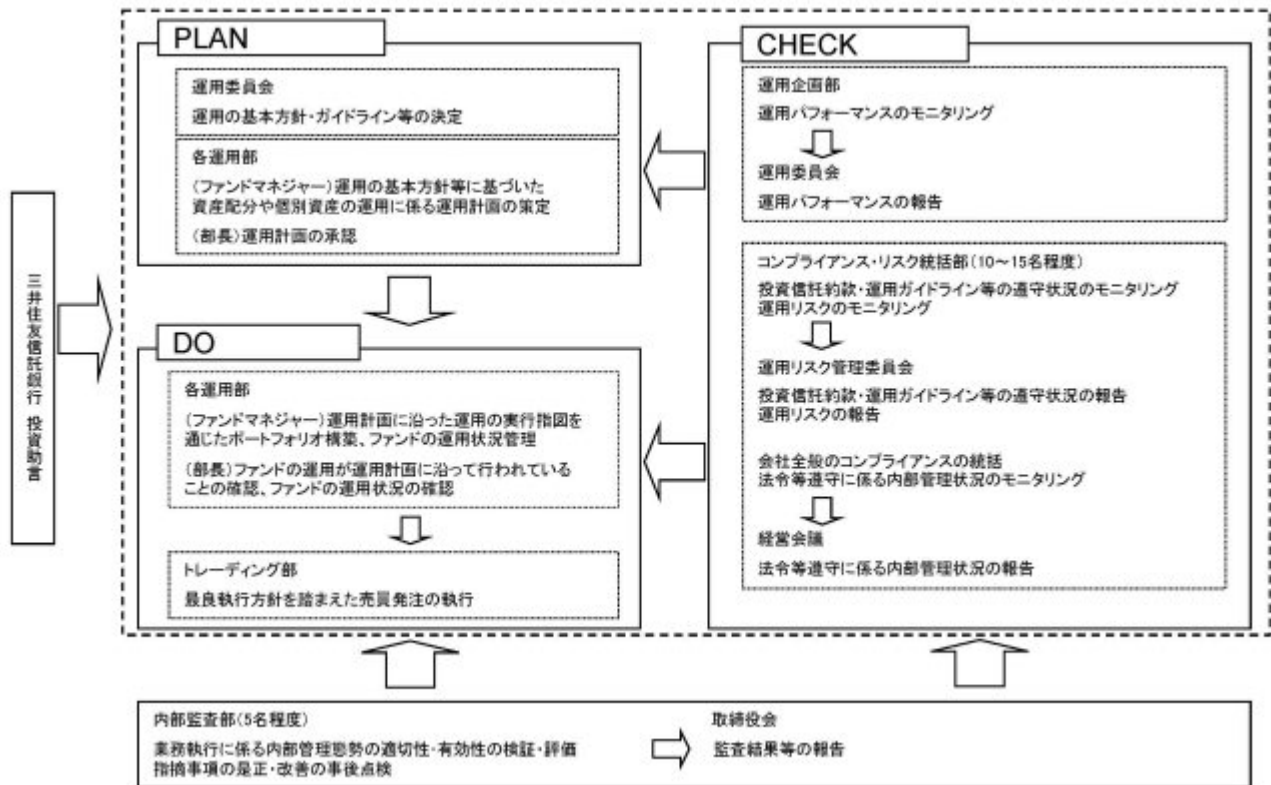 三井住友信託銀行 投資助言
PLAN
運用委員会
運用の基本方針・ガイドライン等の決定
各運用部
(ファンドマネジャー)運用の基本方針等に基づいた
資産配分や個別資産の運用に係る運用計画の策定
(部長)運用計画の承認
DO
各運用部
(ファンドマネジャー)運用計画に沿った運用の実行指図を
通じたポートフォリオ構築、ファンドの運用状況管理
(部長)ファンドの運用が運用計画に沿って行われている
ことの確認、ファンドの運用状況の確認
トレーディング部
最良執行方針を踏まえた売買発注の執行
CHECK
運用企画部
運用パフォーマンスのモニタリング
運用委員会
運用パフォーマンスの報告
コンプライアンス・リスク統括部(10~15名程度)
投資信託約款・運用ガイドライン等の遵守状況のモニタリング
運用リスクのモニタリング
運用リスク管理委員会
投資信託約款・運用ガイドライン等の遵守状況の報告
運用リスクの報告
会社全般のコンプライアンスの統括
法令等遵守に係る内部管理状況のモニタリング
経営会議
法令等遵守に係る内部管理状況の報告
内部監査部(5名程度)
業務執行に係る内部管理態勢の適切性・有効性の検証・評価
指摘事項の是正・改善の事後点検
取締役会
監査結果等の報告